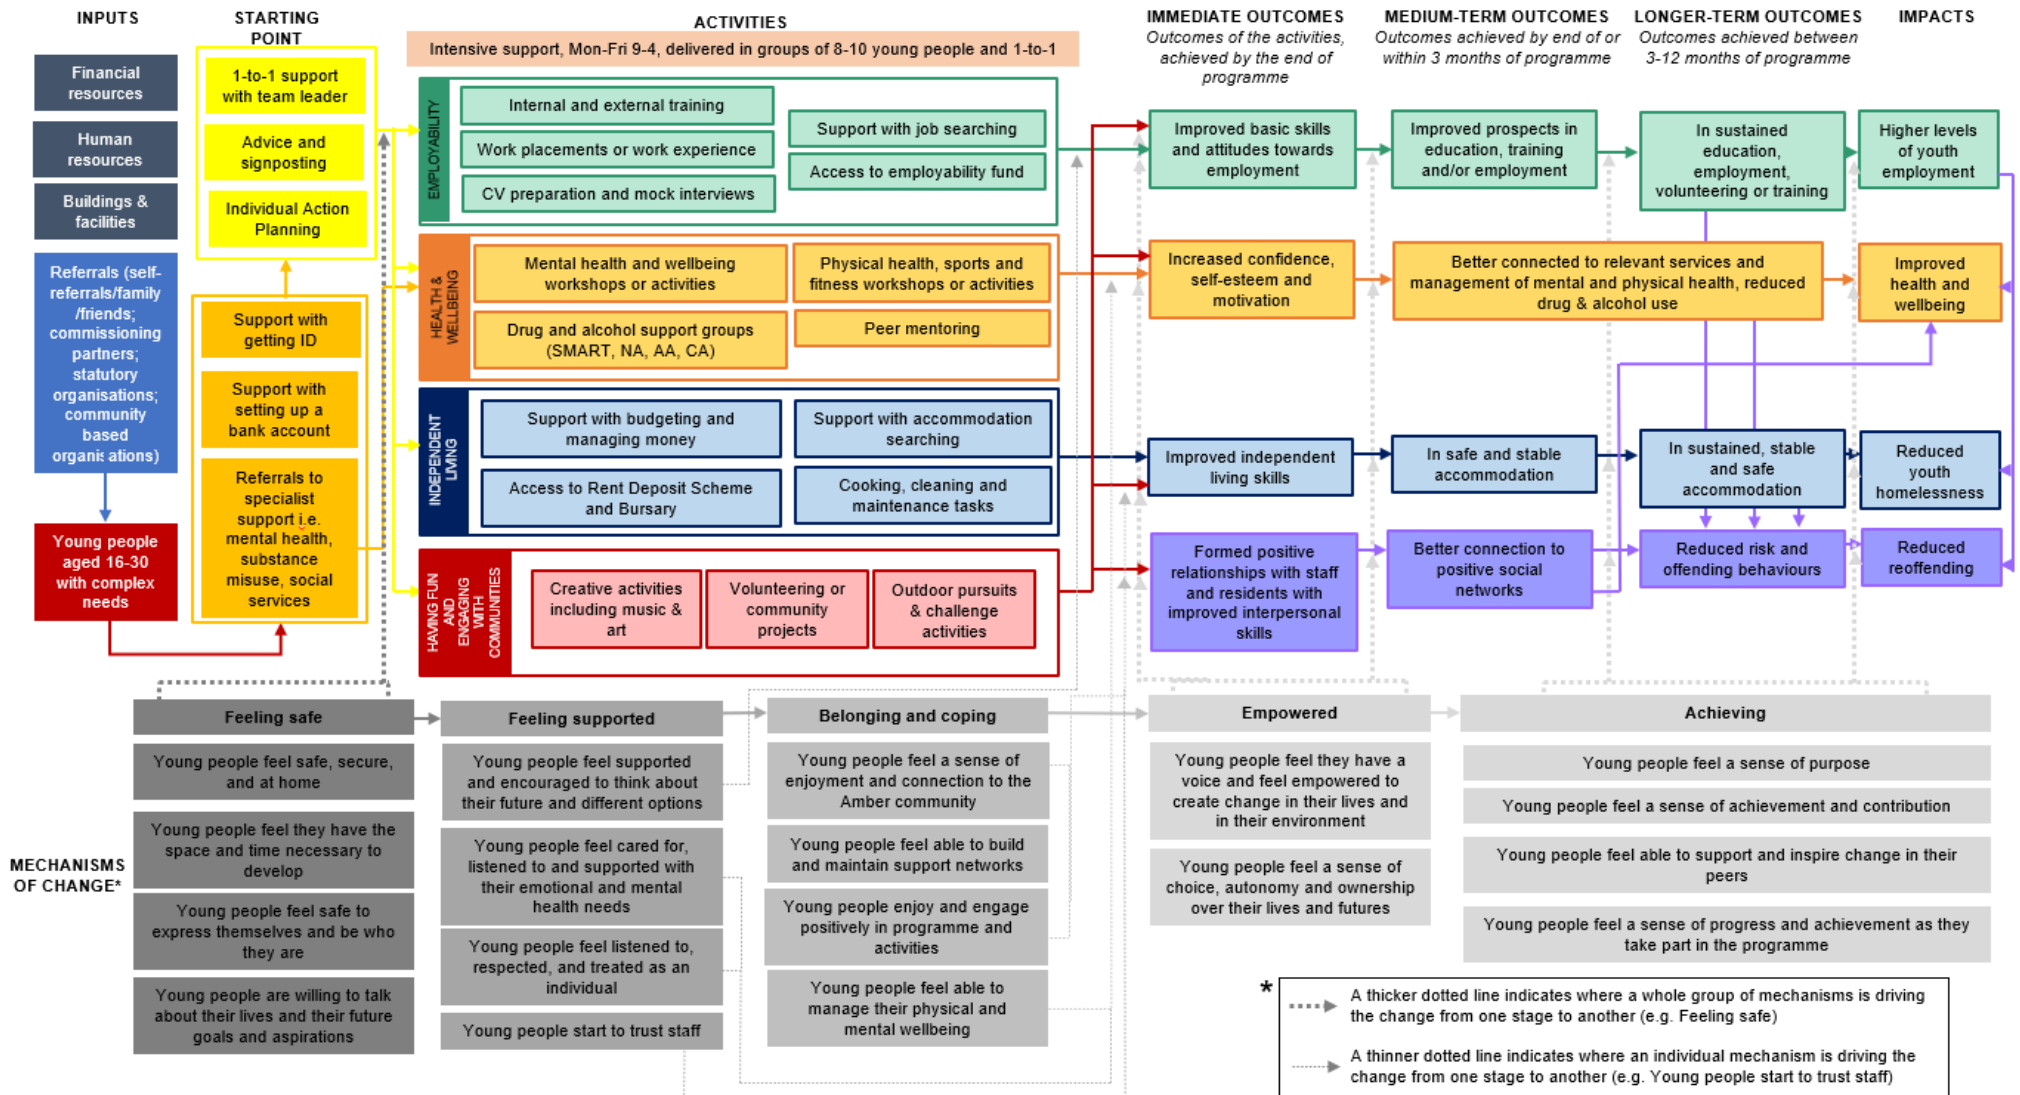 INPUTS
Financial
resources
Human
resources
Buildings &
facilities
Referrals (self-
referrals/family
/friends;
commissioning
partners;
statutory
organisations;
community
based
organisations)
Young people
aged 16-30
with complex
needs
STARTING
POINT
1-to-1 support
with team leader
Advice and
signposting
Individual Action
Planning
Support with
getting ID
Support with
setting up a
bank account
Referrals to
specialist
support i.e.
mental health,
substance
misuse, social
services
ACTIVITIES
Intensive support, Mon-Fri 9-4, delivered in groups of 8-10 young people and 1-to-1
EMPLOYABILITY
Internal and external training
Work placements or work experience
CV preparation and mock interviews
Support with job searching
Access to employability fund
HEALTH &
WELLBEING
Mental health and wellbeing
workshops or activities
Physical health, sports and
fitness workshops or activities
Drug and alcohol support groups
(SMART, NA, AA, CA)
Peer mentoring
INDEPENDENT
LIVING
Support with budgeting and
managing money
Support with accommodation
searching
Access to Rent Deposit Scheme
and Bursary
Cooking, cleaning and
maintenance tasks
HAVING FUN
AND
ENGAGING
WITH
COMMUNITIES
Creative activities
including music &
art
Volunteering or
community
projects
Outdoor pursuits
& challenge
activities
IMMEDIATE OUTCOMES
Outcomes of the activities,
achieved by the end of
programme
Improved basic skills
and attitudes towards
employment
Increased confidence,
self-esteem and
motivation
Improved independent
living skills
Formed positive
relationships with staff
and residents with
improved interpersonal
skills
MEDIUM-TERM OUTCOMES
Outcomes achieved by end of or
within 3 months of programme
Improved prospects in
education, training
and/or employment
Better connected to relevant services and
management of mental and physical health, reduced
drug & alcohol use
In safe and stable
accommodation
Better connection to
positive social
networks
LONGER-TERM OUTCOMES
Outcomes achieved between
3-12 months of programme
In sustained
education,
employment,
volunteering or training
In sustained, stable
and safe
accommodation
Reduced risk and
offending behaviours
IMPACTS
Higher levels
of youth
employment
Improved
health and
wellbeing
Reduced
youth
homelessness
Reduced
reoffending
MECHANISMS
OF CHANGE*
Feeling safe
Young people feel safe, secure,
and at home
Young people feel they have the
space and time necessary to
develop
Young people feel safe to
express themselves and be who
they are
Young people are willing to talk
about their lives and their future
goals and aspirations
Feeling supported
Young people feel supported
and encouraged to think about
their future and different options
Young people feel cared for,
listened to and supported with
their emotional and mental
health needs
Young people feel listened to,
respected, and treated as an
individual
Young people start to trust staff
Belonging and coping
Young people feel a sense of
enjoyment and connection to the
Amber community
Young people feel able to build
and maintain support networks
Young people enjoy and engage
positively in programme and
activities
Young people feel able to
manage their physical and
mental wellbeing
Empowered
Young people feel they have a
voice and feel empowered to
create change in their lives and
in their environment
Young people feel a sense of
choice, autonomy and ownership
over their lives and futures
Achieving
Young people feel a sense of purpose
Young people feel a sense of achievement and contribution
Young people feel able to support and inspire change in their
peers
Young people feel a sense of progress and achievement as they
take part in the programme
*
A thicker dotted line indicates where a whole group of mechanisms is driving
the change from one stage to another (e.g. Feeling safe)
A thinner dotted line indicates where an individual mechanism is driving the
change from one stage to another (e.g. Young people start to trust staff)